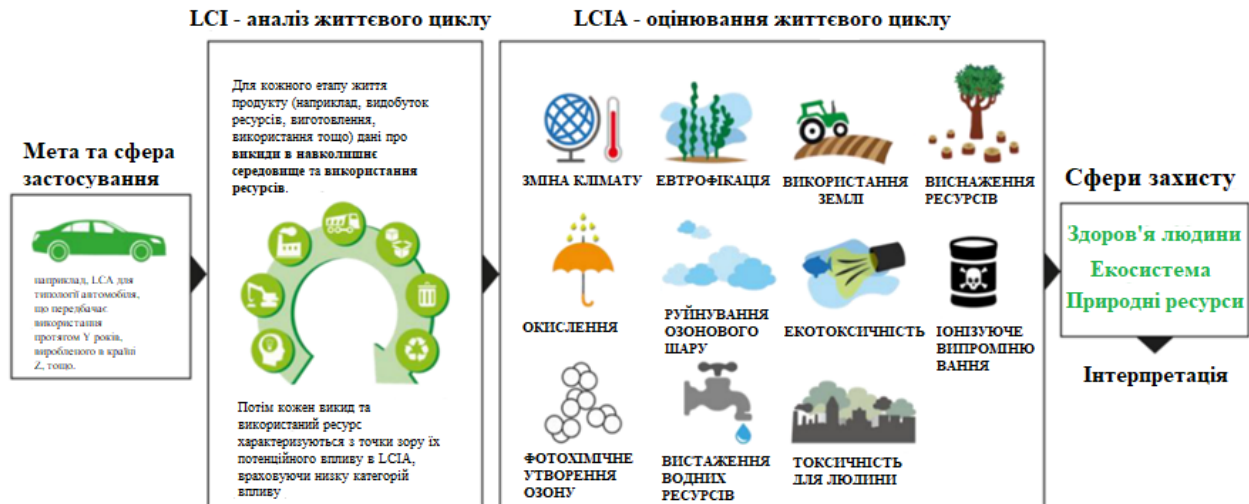 LCI - аналіз життєвого циклу
LCIA - оцінювання життєвого циклу
Мета та сфера
застосування
наприклад, LCA для
типології автомобіля,
що передбачає
використання
протягом Y років,
виробленого в країні
Z, тощо.
Для кожного етапу життя
продукту (наприклад, видобуток
ресурсів, виготовлення,
використання тощо) дані про
викиди в навколишнє
середовище та використання
ресурсів.
Потім кожен викид та
використаний ресурс
характеризуються з точки зору їх
потенційного впливу в LCIA,
враховуючи низку категорій
впливу
ЗМІНА КЛІМАТУ
ЕВТРОФІКАЦІЯ
ВИКОРИСТАННЯ
ЗЕМЛІ
ВИСНАЖЕННЯ
РЕСУРСІВ
ОКИСЛЕННЯ
РУЙНУВАННЯ
ОЗОНОВОГО
ШАРУ
ЕКОТОКСИЧНІСТЬ
ІОНІЗУЮЧЕ
ВИПРОМІНЮ
ВАННЯ
ФОТОХІМІЧНЕ
УТВОРЕННЯ
ОЗОНУ
ВИСТАЖЕННЯ
ВОДНИХ
РЕСУРСІВ
ТОКСИЧНІСТЬ
ДЛЯ ЛЮДИНИ
Сфери захисту
Здоров'я людини
Екосистема
Природні ресурси
Інтерпретація